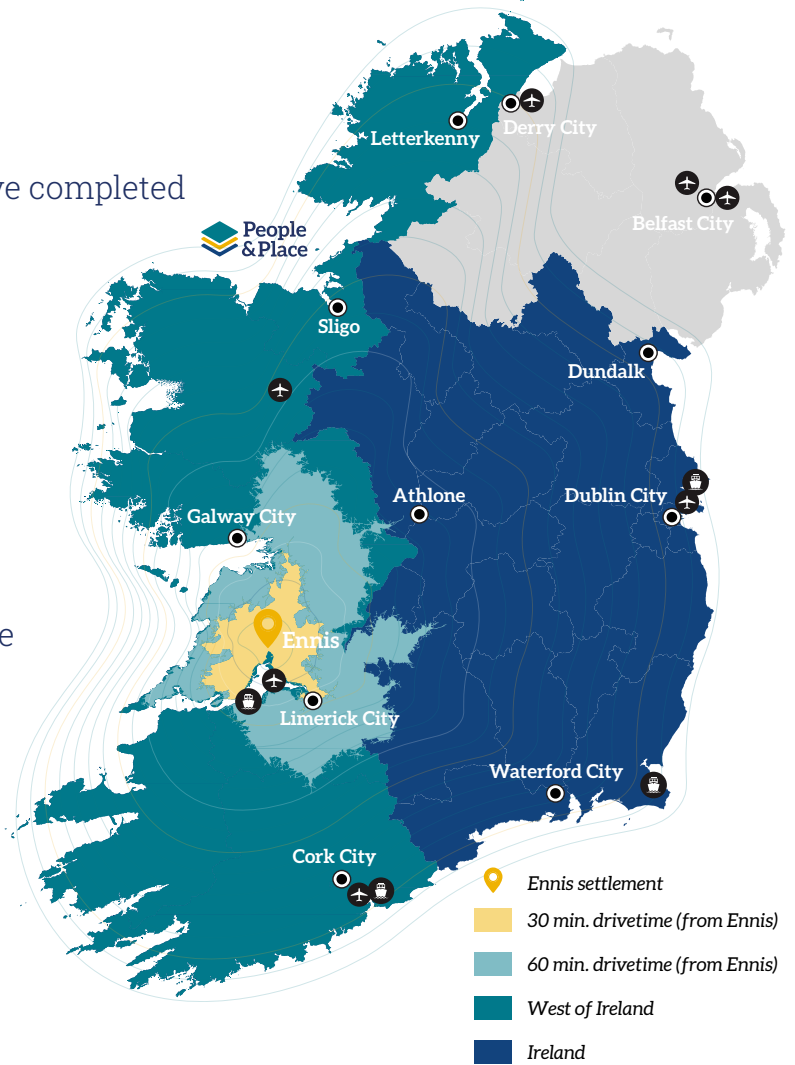 Letterkenny
Derry City
ve completed
Belfast City
People
&Place
Sligo
Dundalk
Athlone
Dublin City
Galway City
e
Ennis
Limerick City
Waterford City
Cork City
Ennis settlement
30 min. drivetime (from Ennis)
60 min. drivetime (from Ennis)
West of Ireland
Ireland